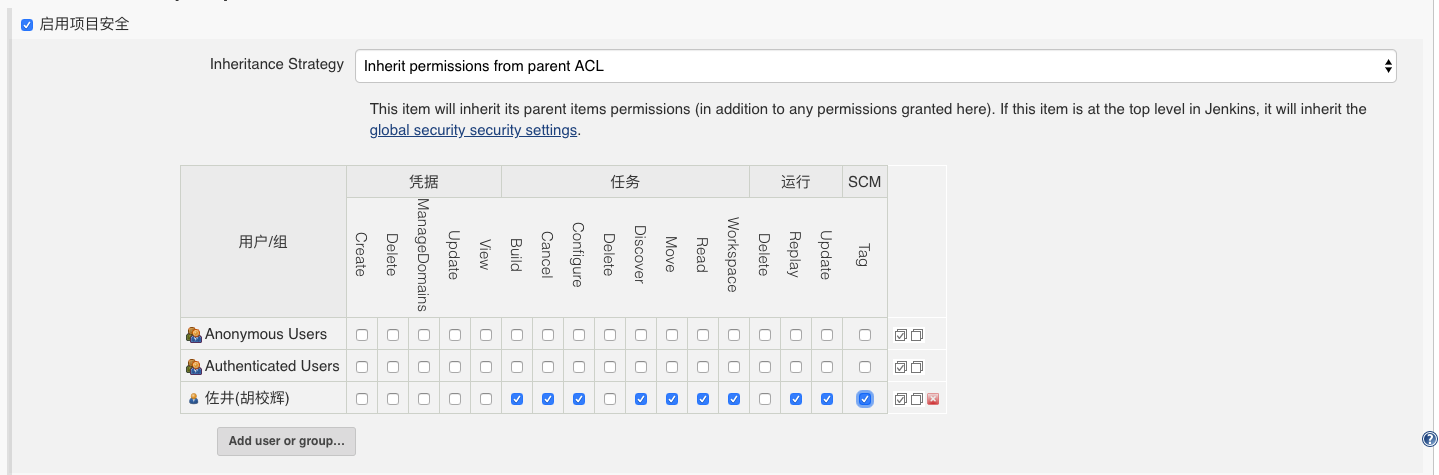 启用项目安全
Inheritance Strategy
Inherit permissions from parent ACL
This item will inherit its parent items permissions (in addition to any permissions granted here). If this item is at the top level in Jenkins, it will inherit the
global security security settings.
用户/组 凭据 任务 运行 SCM
Create Delete ManageDomains Update View Build Cancel Configure Delete Discover Move Read Workspace Delete Replay Update Tag
Anonymous Users
Authenticated Users
佐井(胡校辉)
Add user or group...
?